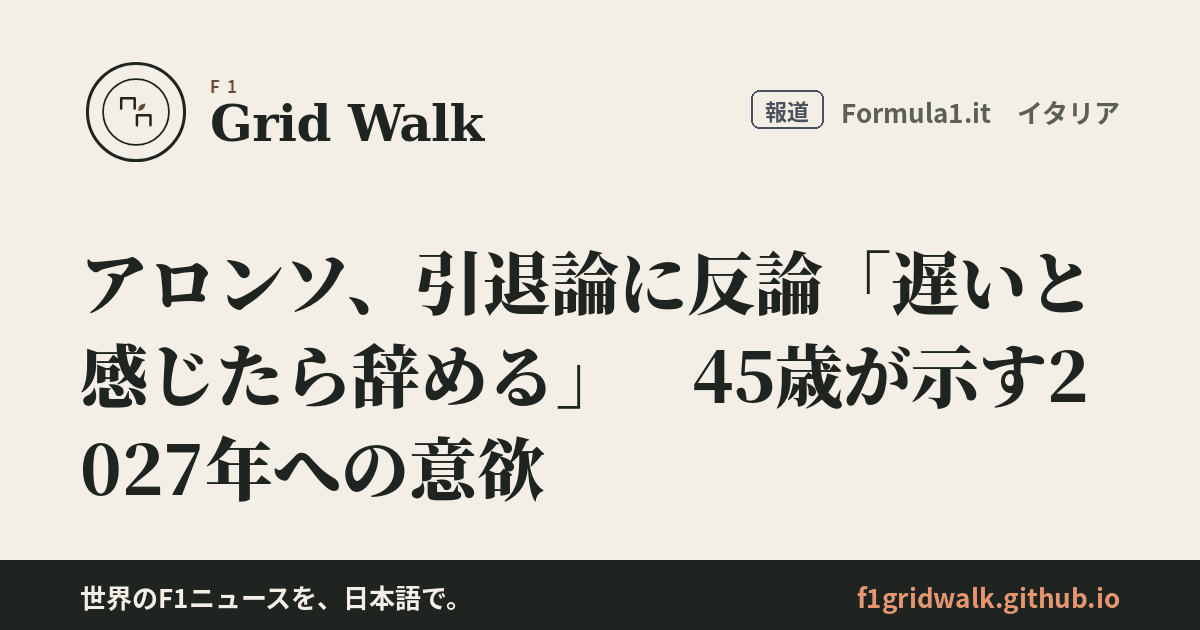 F1
Grid Walk
報道 Formula1.it イタリア
アロンソ、引退論に反論「遅いと
感じたら辞める」 45歳が示す2
027年への意欲
世界のF1ニュースを、日本語で。
f1gridwalk.github.io